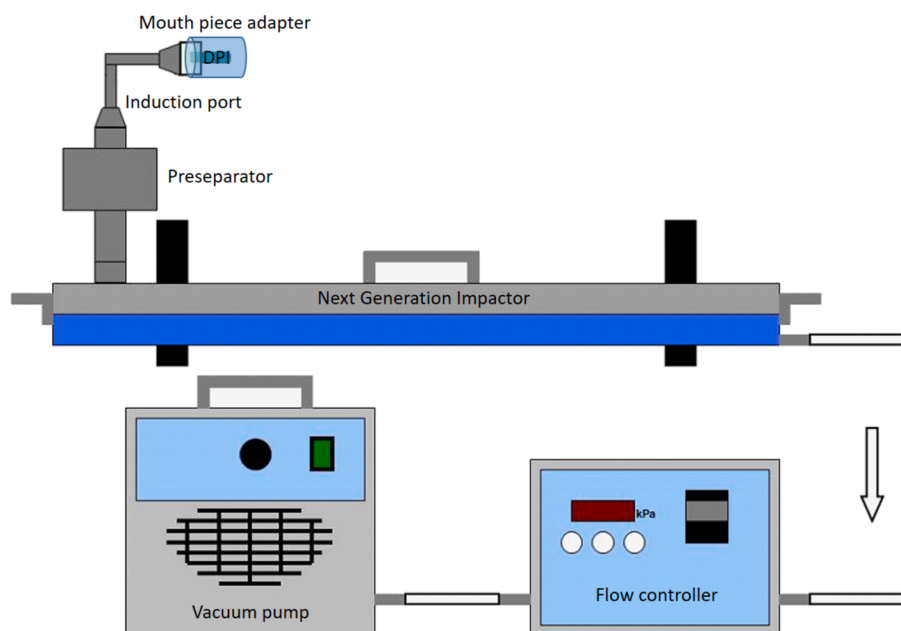 Mouth piece adapter
DPI
Induction port
Preseparator
Next Generation Impactor
kPa
Flow controller
Vacuum pump